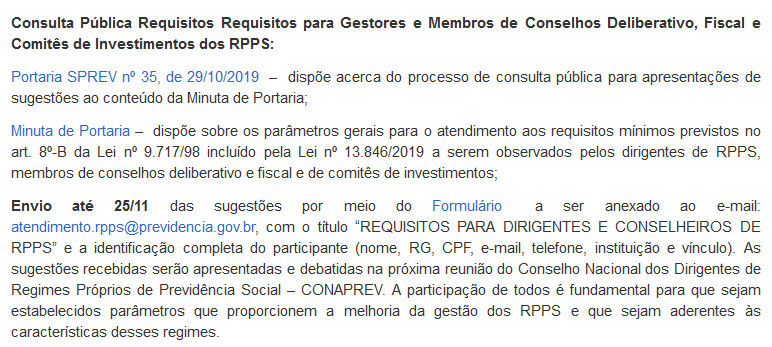 Consulta Pública Requisitos Requisitos para Gestores e Membros de Conselhos Deliberativo, Fiscal e
Comitês de Investimentos dos RPPS:
Portaria SPREV nº 35, de 29/10/2019 – dispõe acerca do processo de consulta pública para apresentações de
sugestões ao conteúdo da Minuta de Portaria;
Minuta de Portaria – dispõe sobre os parâmetros gerais para o atendimento aos requisitos mínimos previstos no
art. 8º-B da Lei nº 9.717/98 incluído pela Lei nº 13.846/2019 a serem observados pelos dirigentes de RPPS,
membros de conselhos deliberativo e fiscal e de comitês de investimentos;
Envio até 25/11 das sugestões por meio do Formulário a ser anexado ao e-mail:
atendimento.rpps@previdencia.gov.br, com o título “REQUISITOS PARA DIRIGENTES E CONSELHEIROS DE
RPPS” e a identificação completa do participante (nome, RG, CPF, e-mail, telefone, instituição e vínculo). As
sugestões recebidas serão apresentadas e debatidas na próxima reunião do Conselho Nacional dos Dirigentes de
Regimes Próprios de Previdência Social – CONAPREV. A participação de todos é fundamental para que sejam
estabelecidos parâmetros que proporcionem a melhoria da gestão dos RPPS e que sejam aderentes às
características desses regimes.